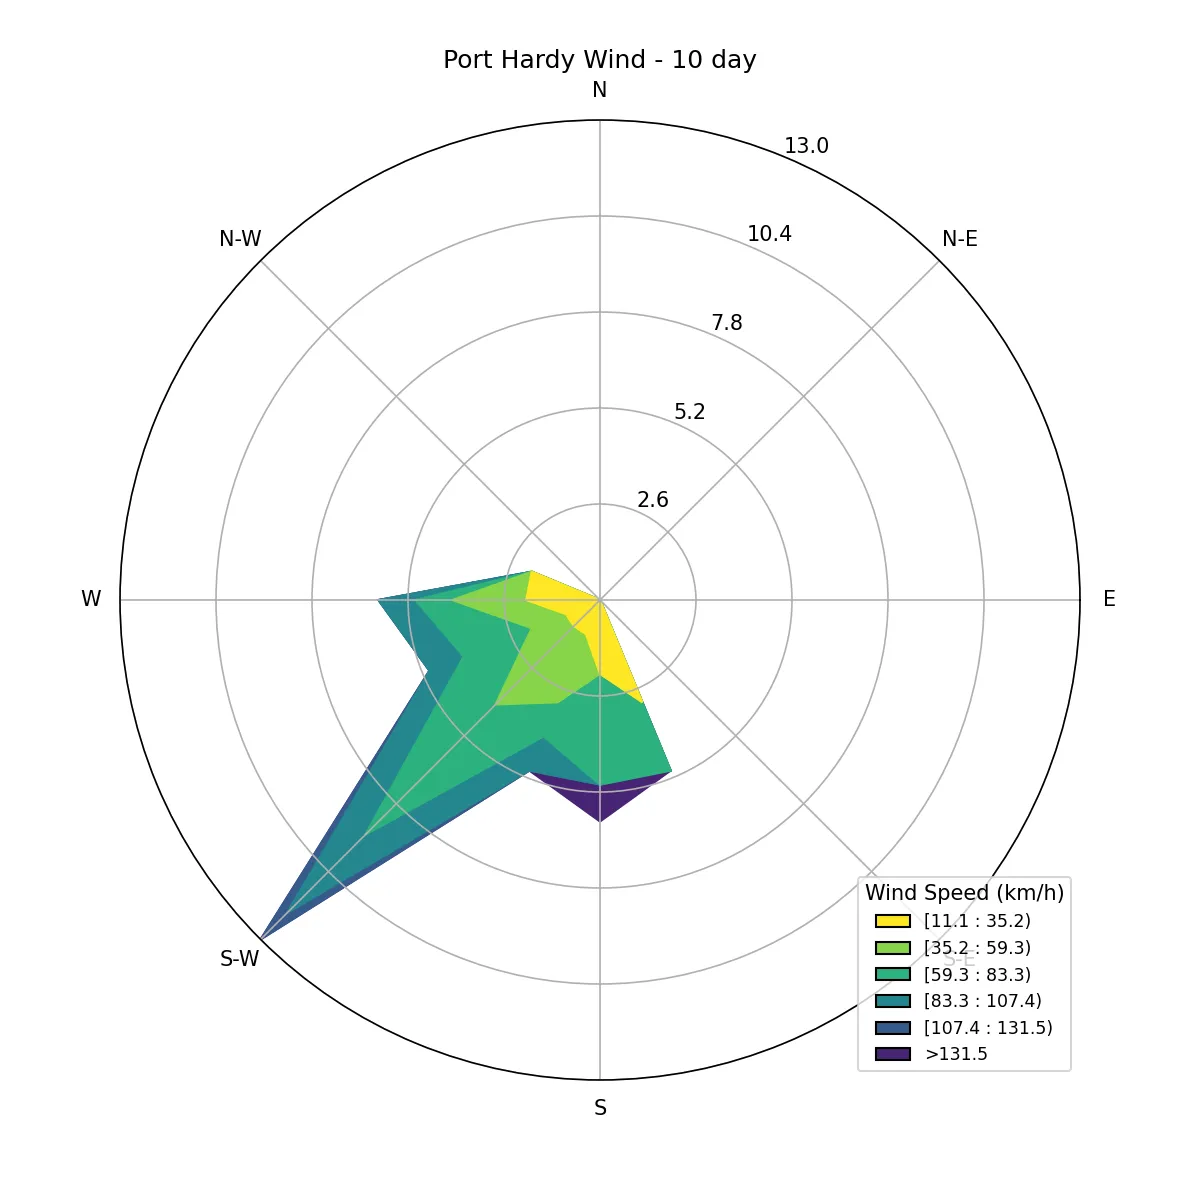 Port Hardy Wind - 10 day
N
13.0
N-W
10.4
N-E
7.8
5.2
2.6
W
E
Wind Speed (km/h)
[11.1 : 35.2)
[35.2 : 59.3)
S-W
S-E
[59.3 : 83.3)
[83.3 : 107.4)
[107.4 : 131.5)
>131.5
S